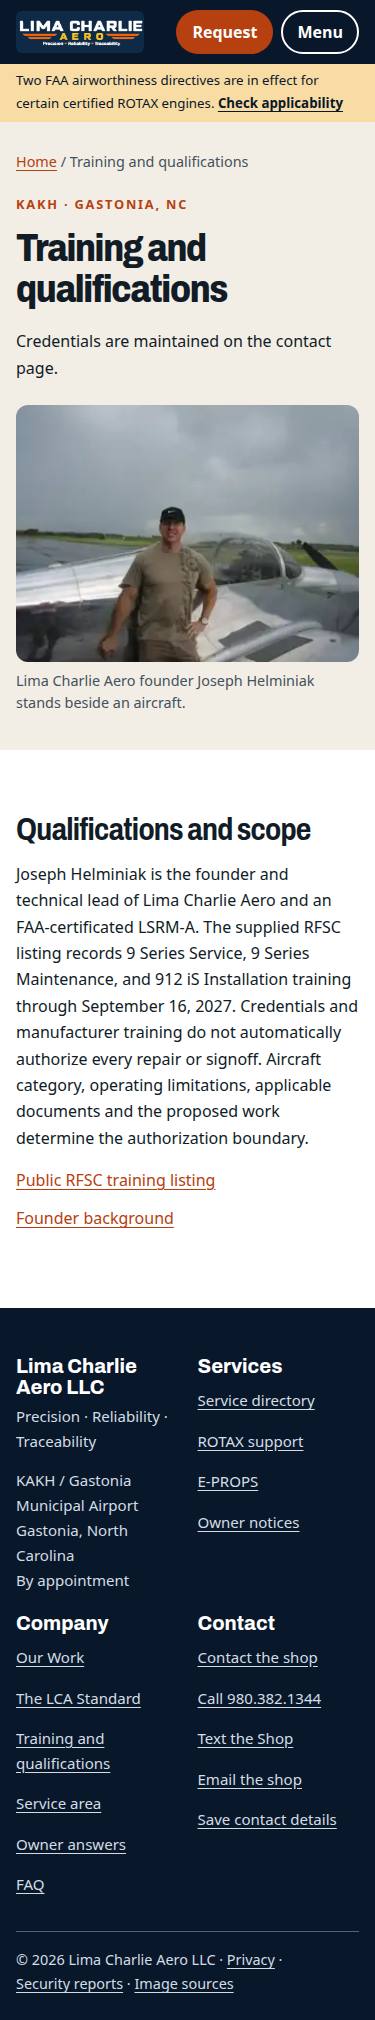 LIMA CHARLIE
AERO
Precision • Reliability • Traceability
Request
Menu
Two FAA airworthiness directives are in effect for
certain certified ROTAX engines. Check applicability
Home / Training and qualifications
KAKH · GASTONIA, NC
Training and
qualifications
Credentials are maintained on the contact
page.
Lima Charlie Aero founder Joseph Helminiak
stands beside an aircraft.
Qualifications and scope
Joseph Helminiak is the founder and
technical lead of Lima Charlie Aero and an
FAA-certificated LSRM-A. The supplied RFSC
listing records 9 Series Service, 9 Series
Maintenance, and 912 iS Installation training
through September 16, 2027. Credentials and
manufacturer training do not automatically
authorize every repair or signoff. Aircraft
category, operating limitations, applicable
documents and the proposed work
determine the authorization boundary.
Public RFSC training listing
Founder background
Lima Charlie
Aero LLC
Precision · Reliability ·
Traceability
KAKH / Gastonia
Municipal Airport
Gastonia, North
Carolina
By appointment
Services
Service directory
ROTAX support
E-PROPS
Owner notices
Company
Our Work
The LCA Standard
Training and
qualifications
Service area
Owner answers
FAQ
Contact
Contact the shop
Call 980.382.1344
Text the Shop
Email the shop
Save contact details
© 2026 Lima Charlie Aero LLC · Privacy ·
Security reports · Image sources